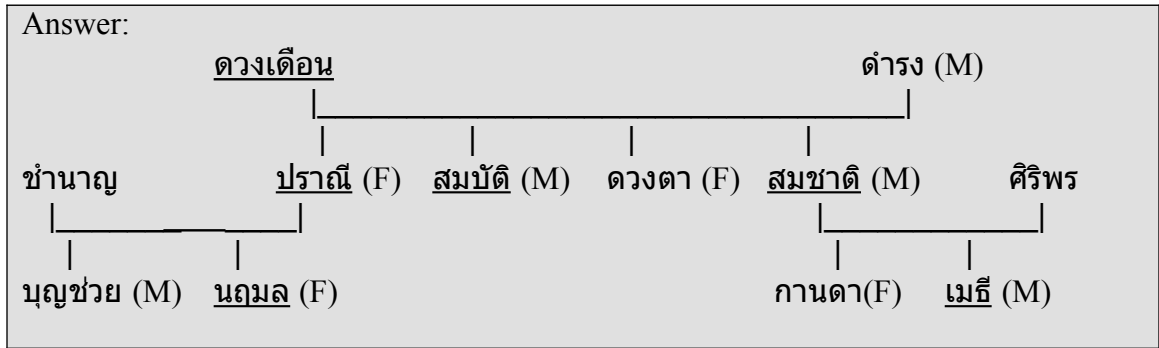 Answer:
ดวงเดือน ดำรง (M)
ชำนาญ ปราณี (F) สมบัติ (M) ดวงตา (F) สมชาติ (M) ศิริพร
บุญช่วย (M) นฤมล (F) กานดา(F) เมธี (M)